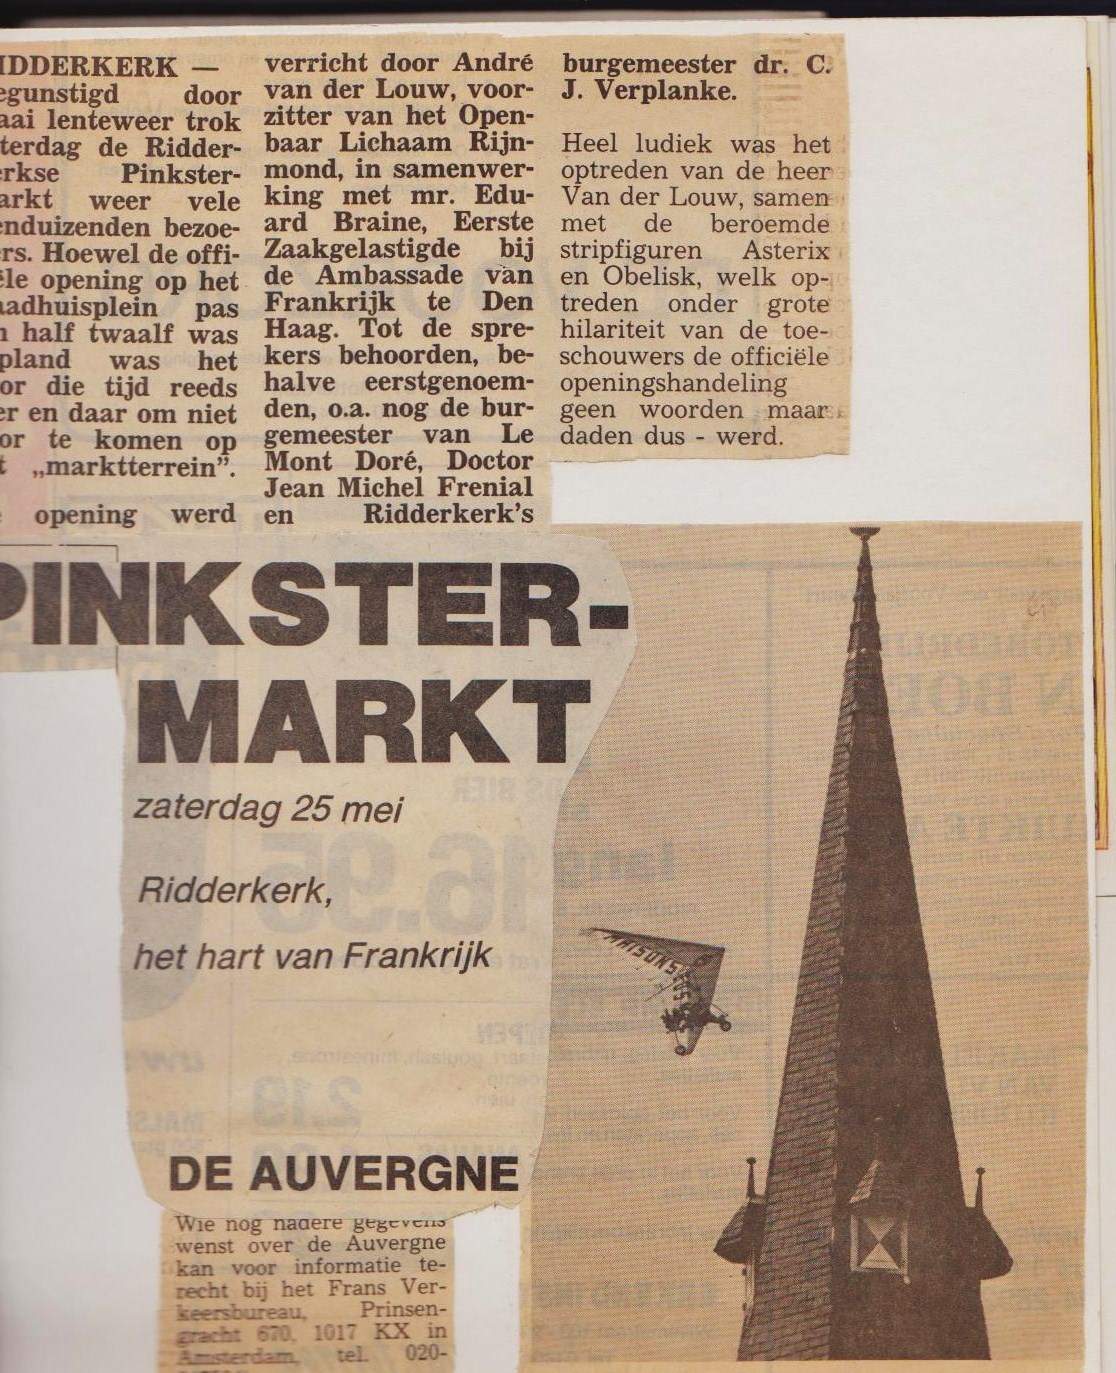 IDDERKERK —
egunstigd door
aai lenteweer trok
terdag de Ridder-
erkse Pinkster-
arkt weer vele
enduizenden bezoe-
ers. Hoewel de offi-
ële opening op het
aadhuisplein pas
n half twaalf was
pland was het
or die tijd reeds
er en daar om niet
or te komen op
t „marktterrein”.
e opening werd
verricht door André
van der Louw, voor-
zitter van het Open-
baar Lichaam Rijn-
mond, in samenwer-
king met mr. Edu-
ard Braine, Eerste
Zaakgelastigde bij
de Ambassade van
Frankrijk te Den
Haag. Tot de spre-
kers behoorden, be-
halve eerstgenoem-
den, o.a. nog de bur-
gemeester van Le
Mont Doré, Doctor
Jean Michel Frenial
en Ridderkerk's
burgemeester dr. C.
J. Verplanke.
Heel ludiek was het
optreden van de heer
Van der Louw, samen
met de beroemde
stripfiguren Asterix
en Obelisk, welk op-
treden onder grote
hilariteit van de toe-
schouwers de officiële
openingshandeling
geen woorden maar
daden dus - werd.
PINKSTER-
MARKT
zaterdag 25 mei
Ridderkerk,
het hart van Frankrijk
DE AUVERGNE
Wie nog nadere gegevens
wenst over de Auvergne
kan voor informatie te-
recht bij het Frans Ver-
keersbureau, Prinsen-
gracht 670, 1017 KX in
Amsterdam, tel. 020-